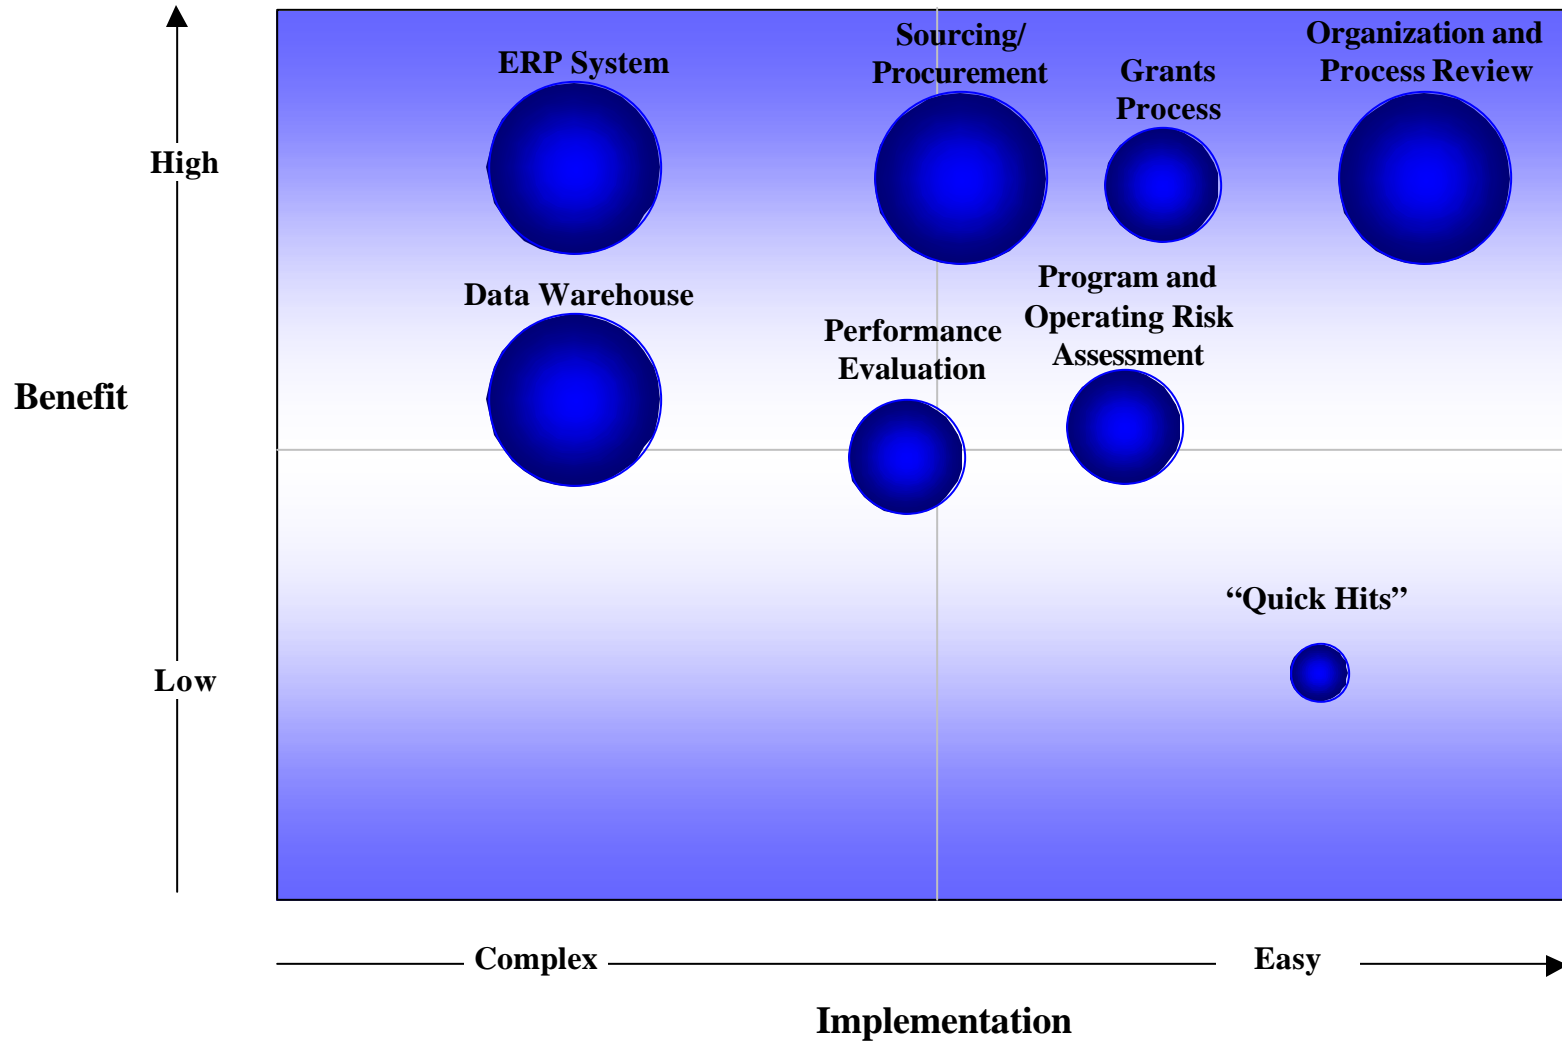 ERP System
Sourcing/
Procurement
Grants
Process
Organization and
Process Review
High
Data Warehouse
Performance
Evaluation
Program and
Operating Risk
Assessment
Benefit
“Quick Hits”
Low
Complex
Easy
Implementation